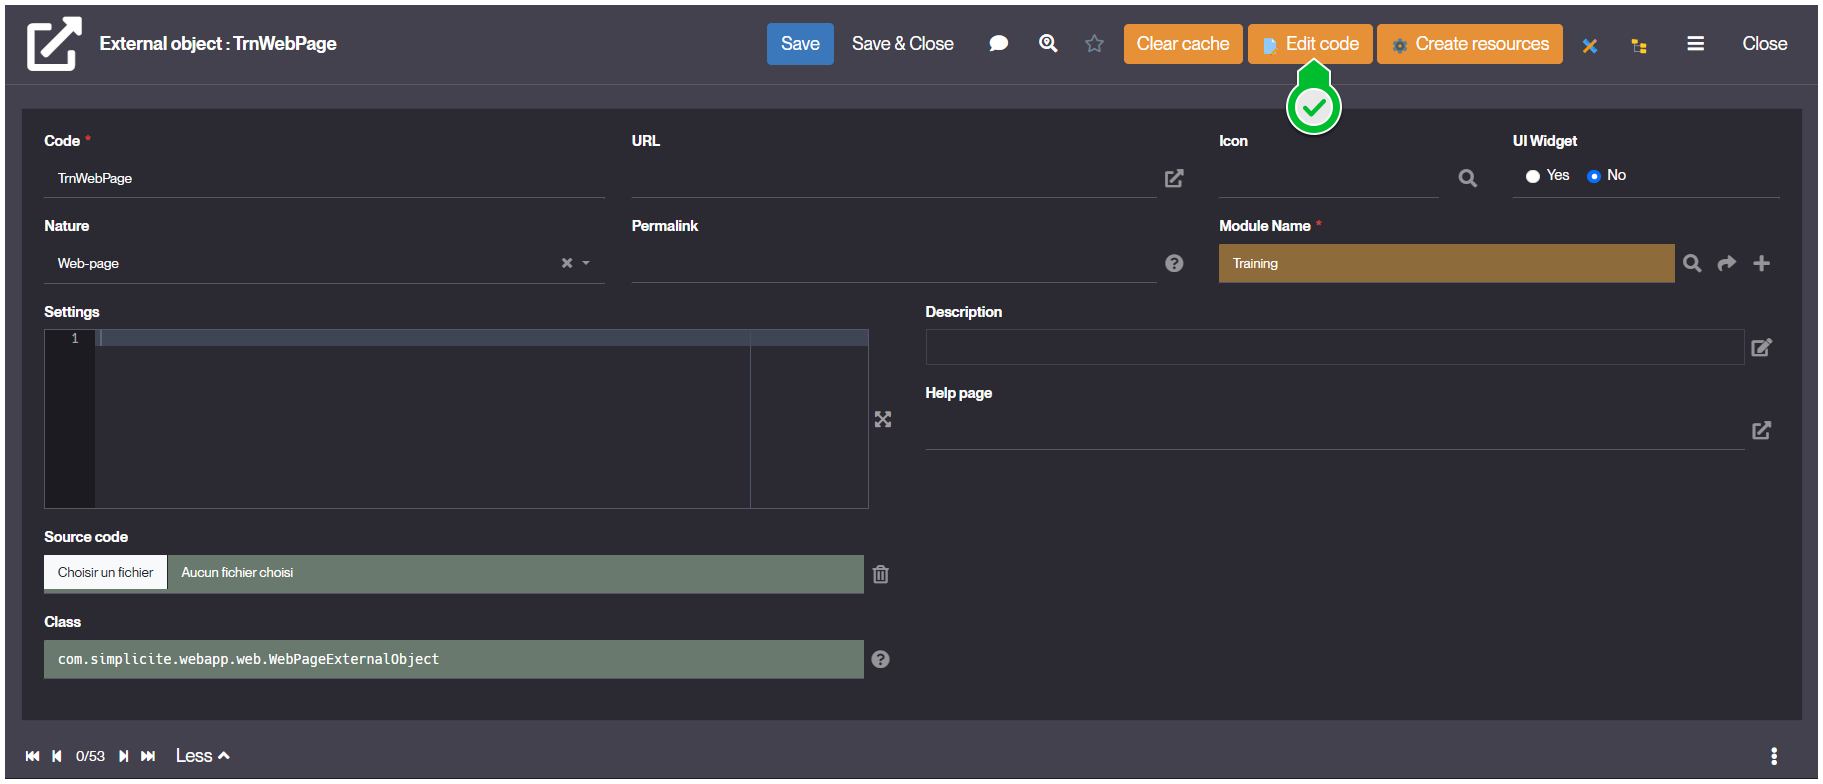 External object : TrnWebPage
Save
Save & Close
Clear cache
Edit code
Create resources
Close
Code *
URL
Icon
UI Widget
TrnWebPage
Yes
No
Nature
Permalink
Module Name *
Web-page
Training
Settings
Description
1
Help page
Source code
Choisir un fichier
Aucun fichier choisi
Class
com.simplicite.webapp.web.WebPageExternalObject
0/53
Less